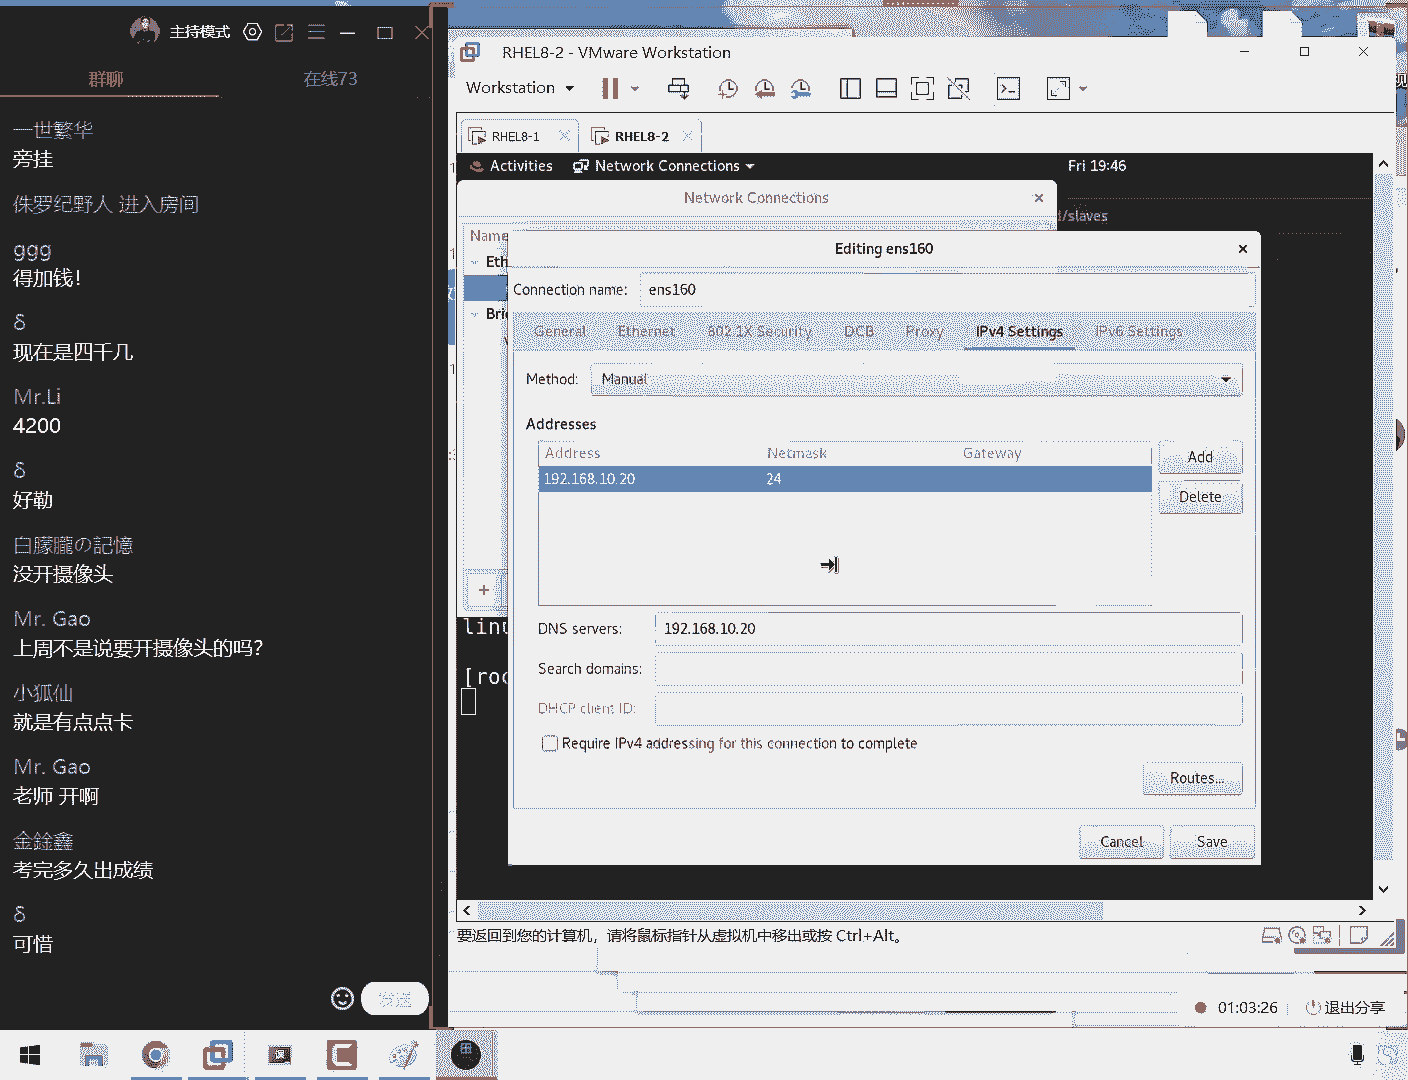 主持模式
群聊
在线73
一世繁华
旁挂
侏罗纪野人 进入房间
ggg
得加钱！
δ
现在是四千几
Mr.Li
4200
δ
好勒
白朦朧の記憶
没开摄像头
Mr. Gao
上周不是说要开摄像头的吗？
小狐仙
就是有点点卡
Mr. Gao
老师 开啊
金銓鑫
考完多久出成绩
δ
可惜
发送
RHEL8-2 - VMware Workstation
Workstation
RHEL8-1
RHEL8-2
Activities
Network Connections
Fri 19:46
Network Connections
/slaves
Name
Eth
Bri
Editing ens160
Connection name:
ens160
General
Ethernet
802.1X Security
DCB
Proxy
IPv4 Settings
IPv6 Settings
Method:
Manual
Addresses
Address
Netmask
Gateway
192.168.10.20
24
Add
Delete
DNS servers:
192.168.10.20
Search domains:
DHCP client ID:
Require IPv4 addressing for this connection to complete
Routes...
Cancel
Save
[roo
要返回到您的计算机，请将鼠标指针从虚拟机中移出或按 Ctrl+Alt。
01:03:26
退出分享